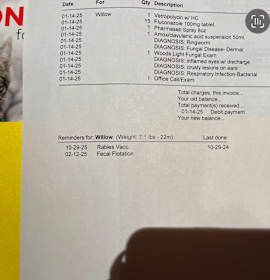 ON
fo
Date For Qty Description
01-14-25 Willow 1 Vetropolycin w/ HC
01-14-25 15 Fluconazole 100mg tablet
01-14-25 1 Pharmaseb Spray 8oz
01-14-25 1 Amoxi/clavulanic acid suspension 50ml
01-14-25 DIAGNOSIS: Ringworm
01-14-25 DIAGNOSIS: Fungal Disease- Dermal
01-14-25 1 Woods Light Fungal Exam
01-14-25 DIAGNOSIS: inflamed eyes w/ discharge
01-14-25 DIAGNOSIS: crusty lesions on ears
01-14-25 DIAGNOSIS: Respiratory Infection-Bacterial
01-14-25 1 Office Call/Exam
Total charges, this invoice...
Your old balance...
Total payment(s) received...
01-14-25 Debit payment
Your new balance...
Reminders for: Willow (Weight: lbs - 22m) Last done
10-29-25 Rabies Vacc. 10-29-24
02-12-25 Fecal Flotation